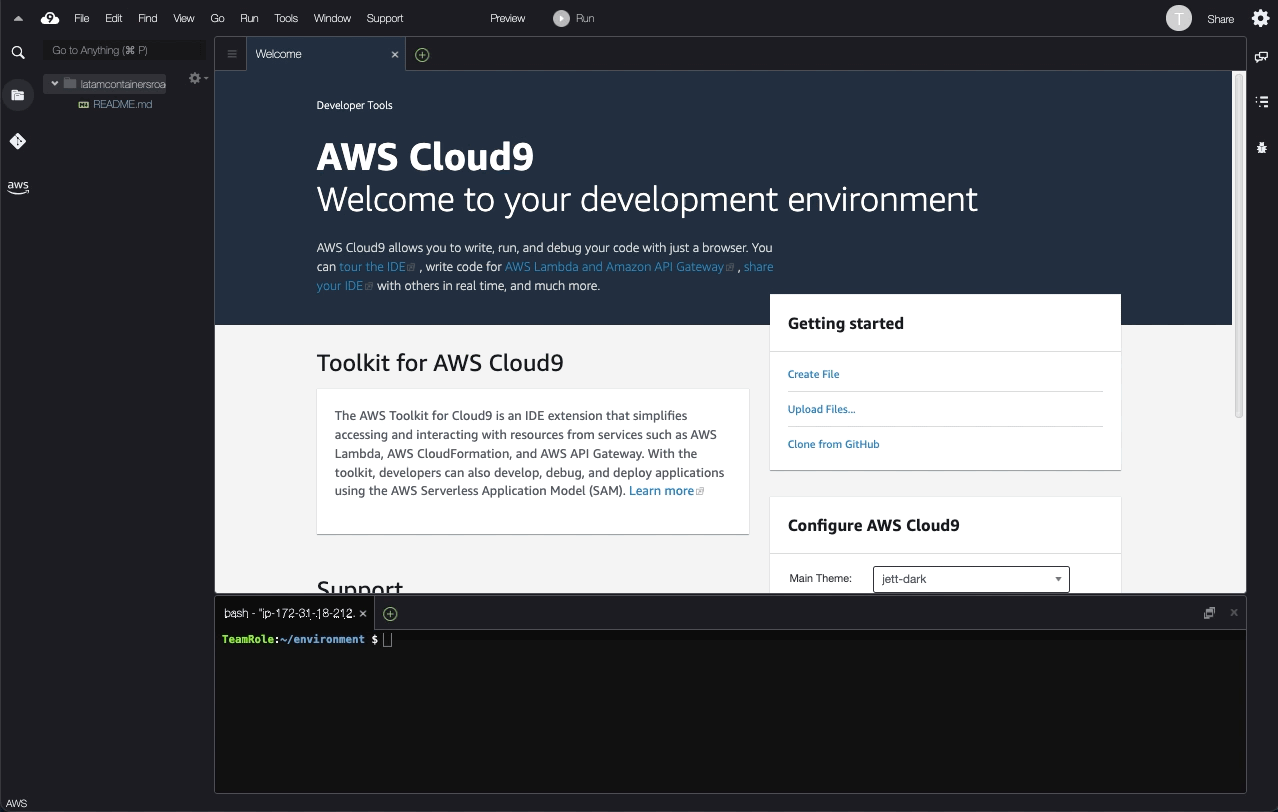 9 File Edit Find View Go Run Tools Window Support Preview Run T Share
Go to Anything (⌘ P)
Welcome
latamcontainersroa
README.md
aws
Developer Tools
AWS Cloud9
Welcome to your development environment
AWS Cloud9 allows you to write, run, and debug your code with just a browser. You
can tour the IDE , write code for AWS Lambda and Amazon API Gateway , share
your IDE with others in real time, and much more.
Getting started
Create File
Upload Files...
Clone from GitHub
Toolkit for AWS Cloud9
The AWS Toolkit for Cloud9 is an IDE extension that simplifies
accessing and interacting with resources from services such as AWS
Lambda, AWS CloudFormation, and AWS API Gateway. With the
toolkit, developers can also develop, debug, and deploy applications
using the AWS Serverless Application Model (SAM). Learn more
Configure AWS Cloud9
Main Theme: jett-dark
Support
bash - "ip-172-31-18-212.
TeamRole:~/environment $
AWS